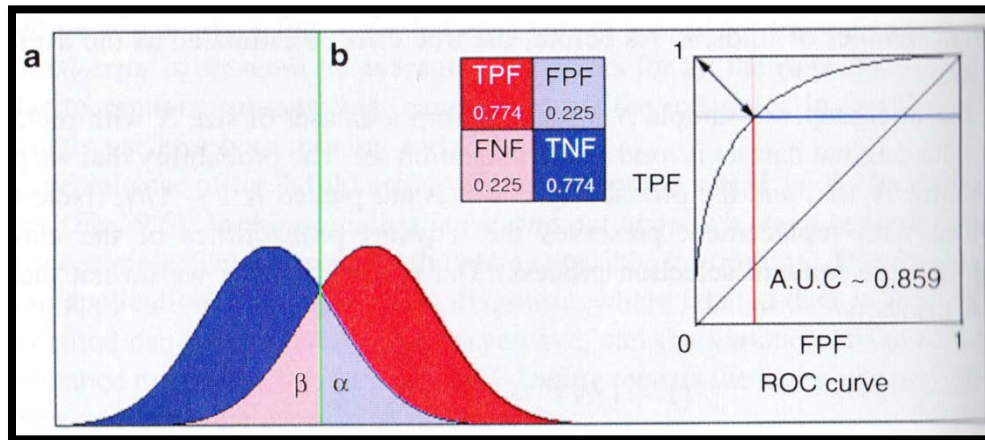 a
b
TPF FPF
0.774 0.225
FNF TNF
0.225 0.774
β α
1
TPF
A.U.C ~ 0.859
0 FPF 1
ROC curve